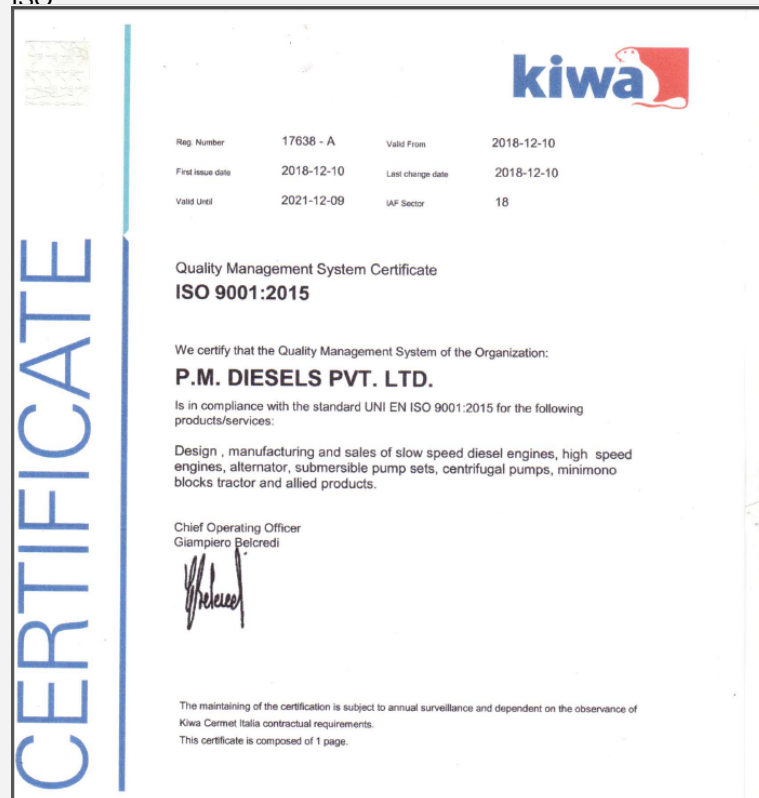 ISO
kiwa
Reg. Number 17638 - A Valid From 2018-12-10
First issue date 2018-12-10 Last change date 2018-12-10
Valid Until 2021-12-09 IAF Sector 18
CERTIFICATE
Quality Management System Certificate
ISO 9001:2015
We certify that the Quality Management System of the Organization:
P.M. DIESELS PVT. LTD.
Is in compliance with the standard UNI EN ISO 9001:2015 for the following
products/services:
Design , manufacturing and sales of slow speed diesel engines, high speed
engines, alternator, submersible pump sets, centrifugal pumps, minimono
blocks tractor and allied products.
Chief Operating Officer
Giampiero Belcredi
The maintaining of the certification is subject to annual surveillance and dependent on the observance of
Kiwa Cermet Italia contractual requirements.
This certificate is composed of 1 page.